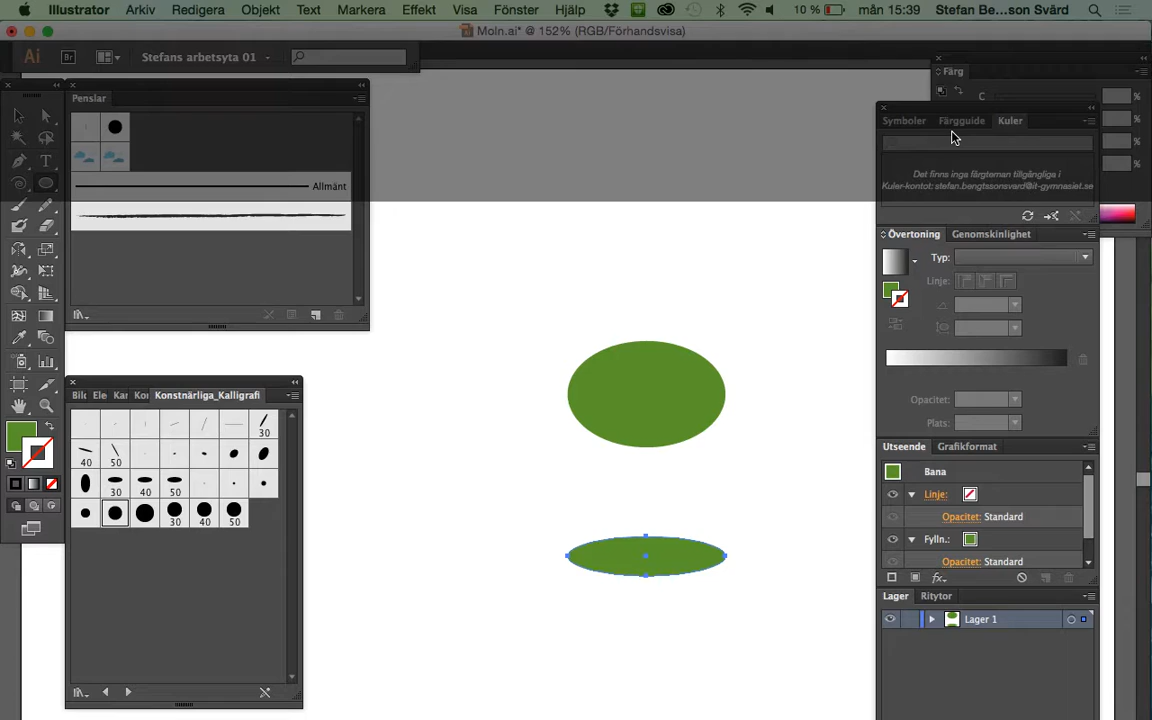 Illustrator Arkiv Redigera Objekt Text Markera Effekt Visa Fönster Hjälp 10 % mån 15:39 Stefan Be...son Svärd
Moln.ai* @ 152% (RGB/Förhandsvisa)
Ai Br Stefans arbetsyta 01
Färg
C %
%
%
%
Penslar
Allmänt
Symboler Färgguide Kuler
Det finns inga färgteman tillgängliga i
Kuler-kontot: stefan.bengtssonsvard@it-gymnasiet.se
Övertoning Genomskinlighet
Typ:
Linje:
Opacitet:
Plats:
Konstnärliga_Kalligrafi
30
40 50
30 40 50
30 40 50
Utseende Grafikformat
Bana
Linje:
Opacitet: Standard
Fylln.:
Opacitet: Standard
fx
Lager Ritytor
Lager 1